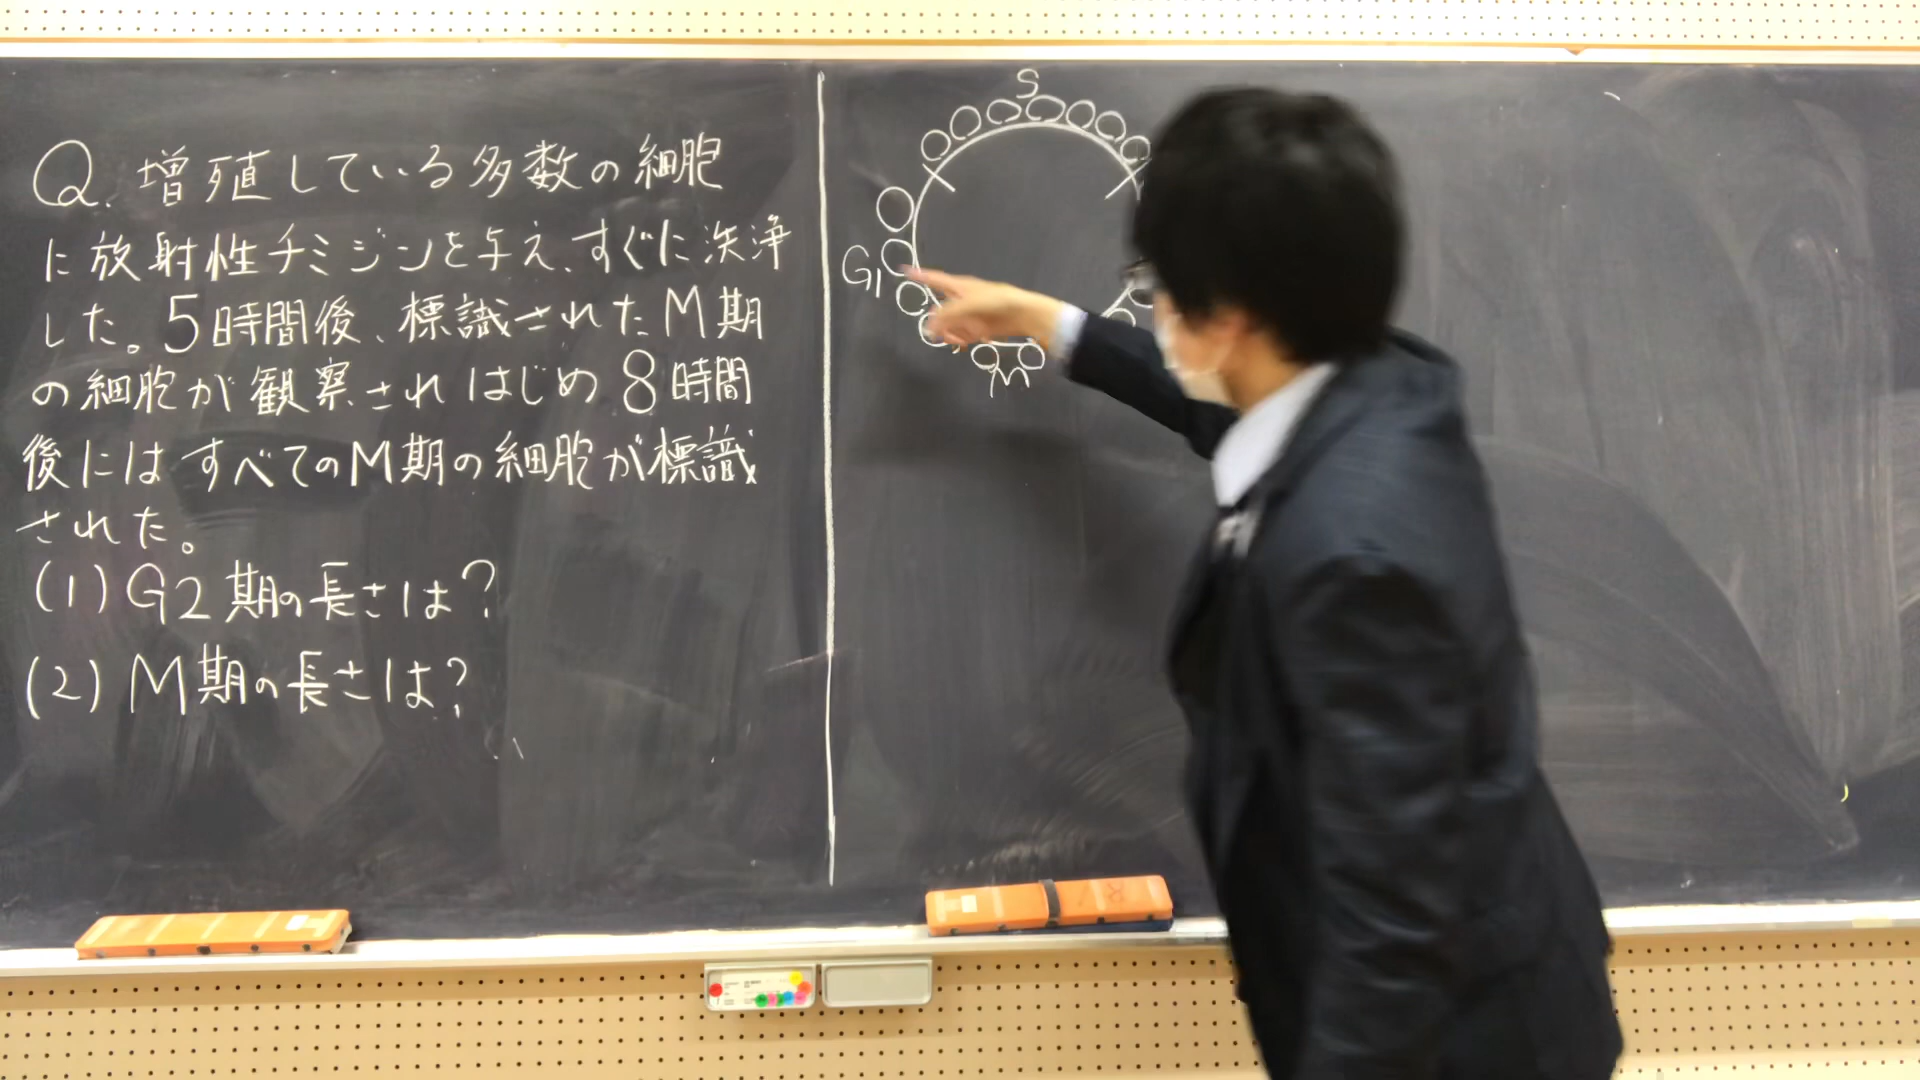 Q. 増殖している多数の細胞
に放射性チミジンを与え、すぐに洗浄
した。5時間後、標識されたM期
の細胞が観察されはじめ8時間
後にはすべてのM期の細胞が標識
された。
(1) G2期の長さは?
(2) M期の長さは?
S
G1
M